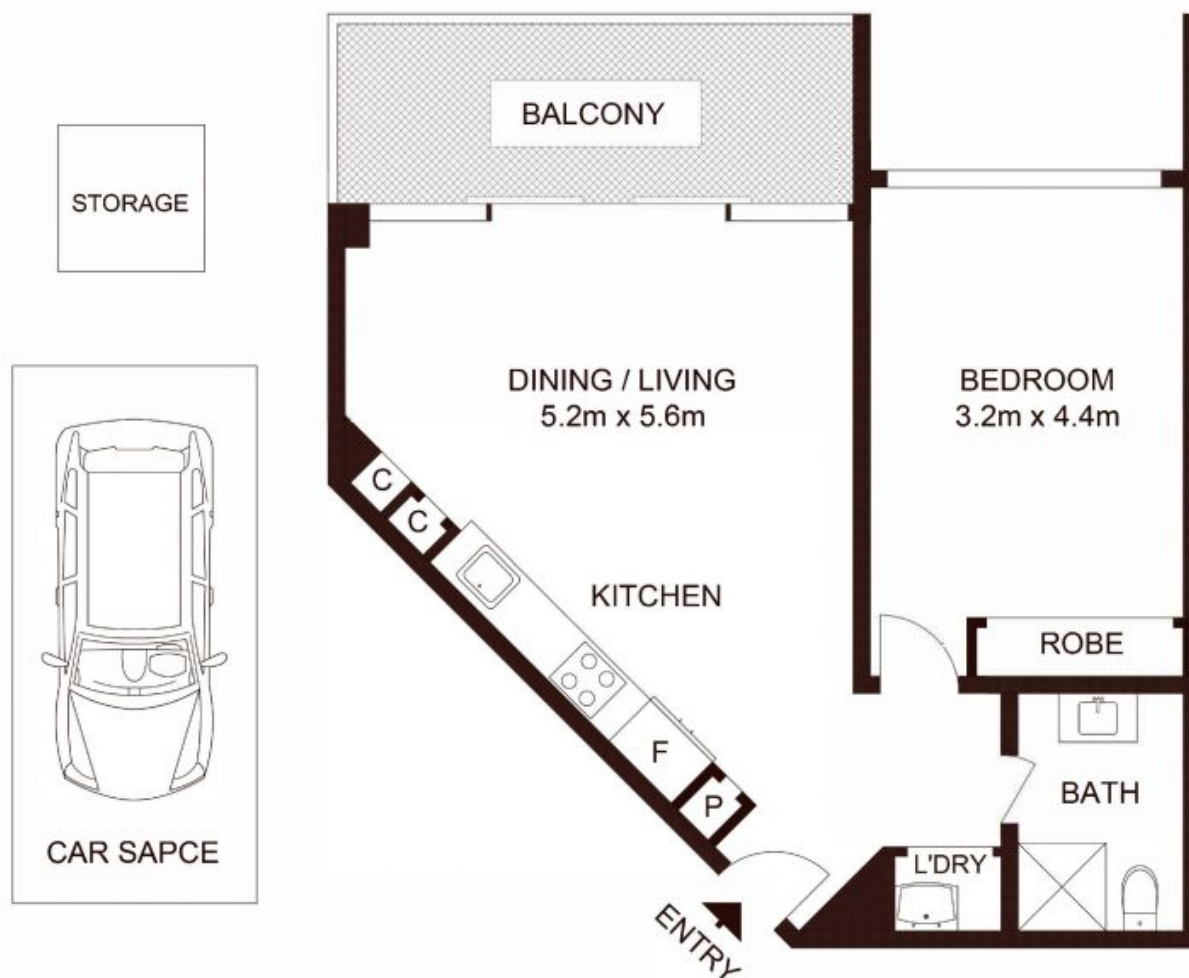 BALCONY
STORAGE
DINING / LIVING
5.2m x 5.6m
BEDROOM
3.2m x 4.4m
C
C
KITCHEN
ROBE
F
P
BATH
CAR SAPCE
L'DRY
ENTRY